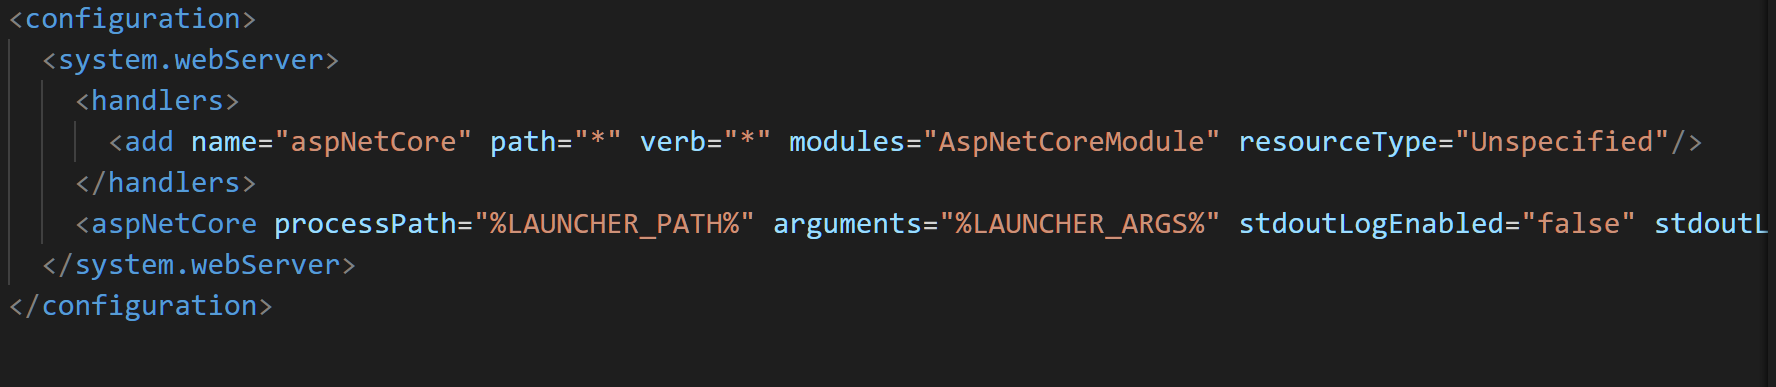 <configuration>
<system.webServer>
<handlers>
<add name="aspNetCore" path="*" verb="*" modules="AspNetCoreModule" resourceType="Unspecified"/>
</handlers>
<aspNetCore processPath="%LAUNCHER_PATH%" arguments="%LAUNCHER_ARGS%" stdoutLogEnabled="false" stdoutL
</system.webServer>
</configuration>